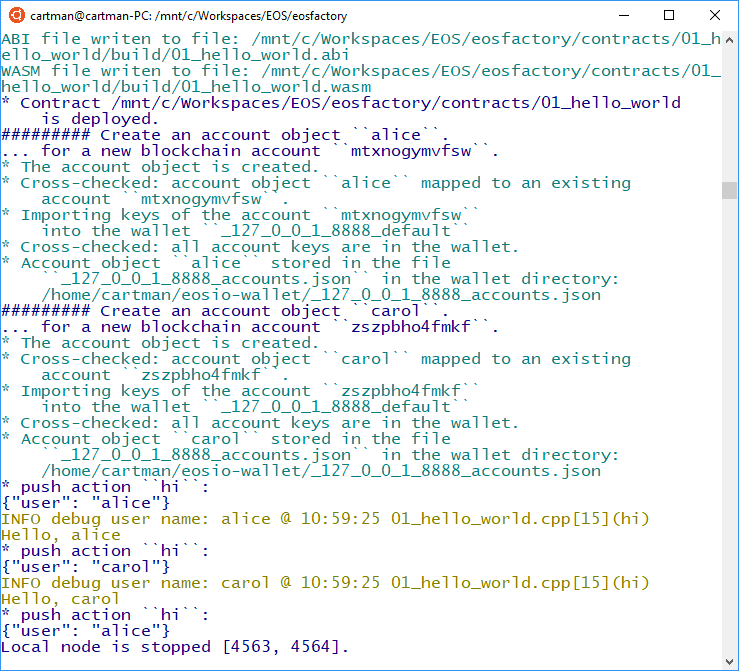 cartman@cartman-PC: /mnt/c/Workspaces/EOS/eosfactory
ABI file writen to file: /mnt/c/Workspaces/EOS/eosfactory/contracts/01_h
ello_world/build/01_hello_world.abi
WASM file writen to file: /mnt/c/Workspaces/EOS/eosfactory/contracts/01_
hello_world/build/01_hello_world.wasm
* Contract /mnt/c/Workspaces/EOS/eosfactory/contracts/01_hello_world
    is deployed.
######### Create an account object ``alice``.
... for a new blockchain account ``mtxnogymvfsw``.
* The account object is created.
* Cross-checked: account object ``alice`` mapped to an existing
    account ``mtxnogymvfsw``.
* Importing keys of the account ``mtxnogymvfsw``
    into the wallet ``_127_0_0_1_8888_default``
* Cross-checked: all account keys are in the wallet.
* Account object ``alice`` stored in the file
    ``_127_0_0_1_8888_accounts.json`` in the wallet directory:
    /home/cartman/eosio-wallet/_127_0_0_1_8888_accounts.json
######### Create an account object ``carol``.
... for a new blockchain account ``zszpbho4fmkf``.
* The account object is created.
* Cross-checked: account object ``carol`` mapped to an existing
    account ``zszpbho4fmkf``.
* Importing keys of the account ``zszpbho4fmkf``
    into the wallet ``_127_0_0_1_8888_default``
* Cross-checked: all account keys are in the wallet.
* Account object ``carol`` stored in the file
    ``_127_0_0_1_8888_accounts.json`` in the wallet directory:
    /home/cartman/eosio-wallet/_127_0_0_1_8888_accounts.json
* push action ``hi``:
{"user": "alice"}
INFO debug user name: alice @ 10:59:25 01_hello_world.cpp[15](hi)
Hello, alice
* push action ``hi``:
{"user": "carol"}
INFO debug user name: carol @ 10:59:25 01_hello_world.cpp[15](hi)
Hello, carol
* push action ``hi``:
{"user": "alice"}
Local node is stopped [4563, 4564].